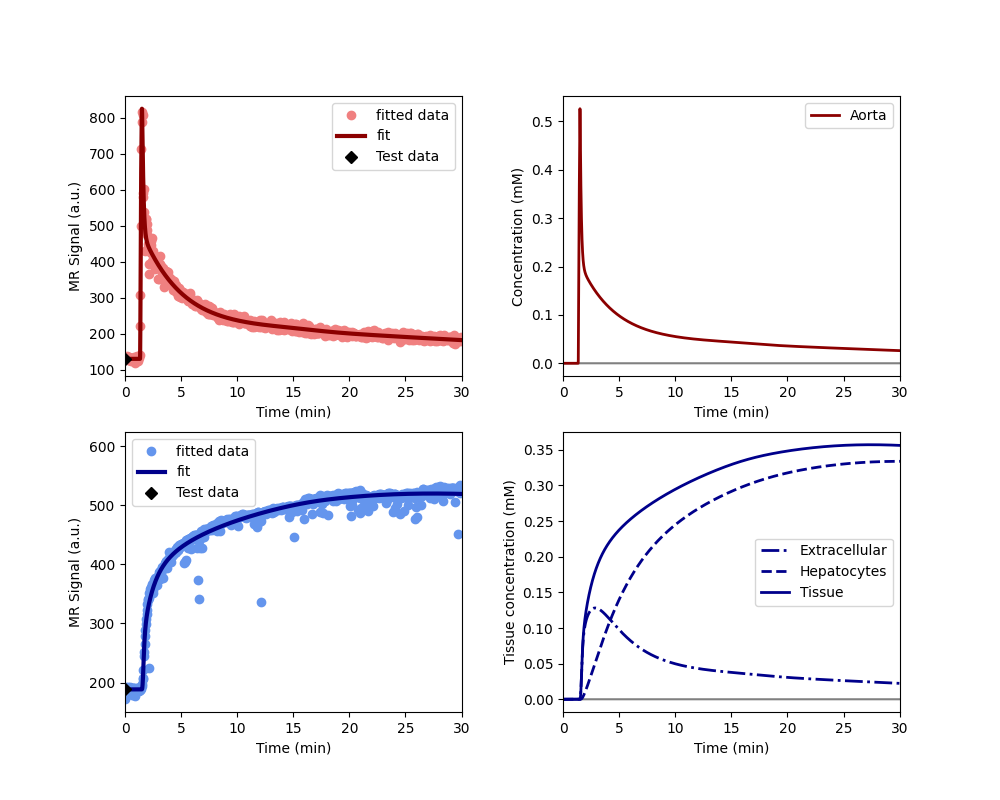 MR Signal (a.u.)
800
700
600
500
400
300
200
100
fitted data
fit
Test data
0 5 10 15 20 25 30
Time (min)
Concentration (mM)
0.5
0.4
0.3
0.2
0.1
0.0
Aorta
0 5 10 15 20 25 30
Time (min)
MR Signal (a.u.)
600
500
400
300
200
fitted data
fit
Test data
0 5 10 15 20 25 30
Time (min)
Tissue concentration (mM)
0.35
0.30
0.25
0.20
0.15
0.10
0.05
0.00
Extracellular
Hepatocytes
Tissue
0 5 10 15 20 25 30
Time (min)